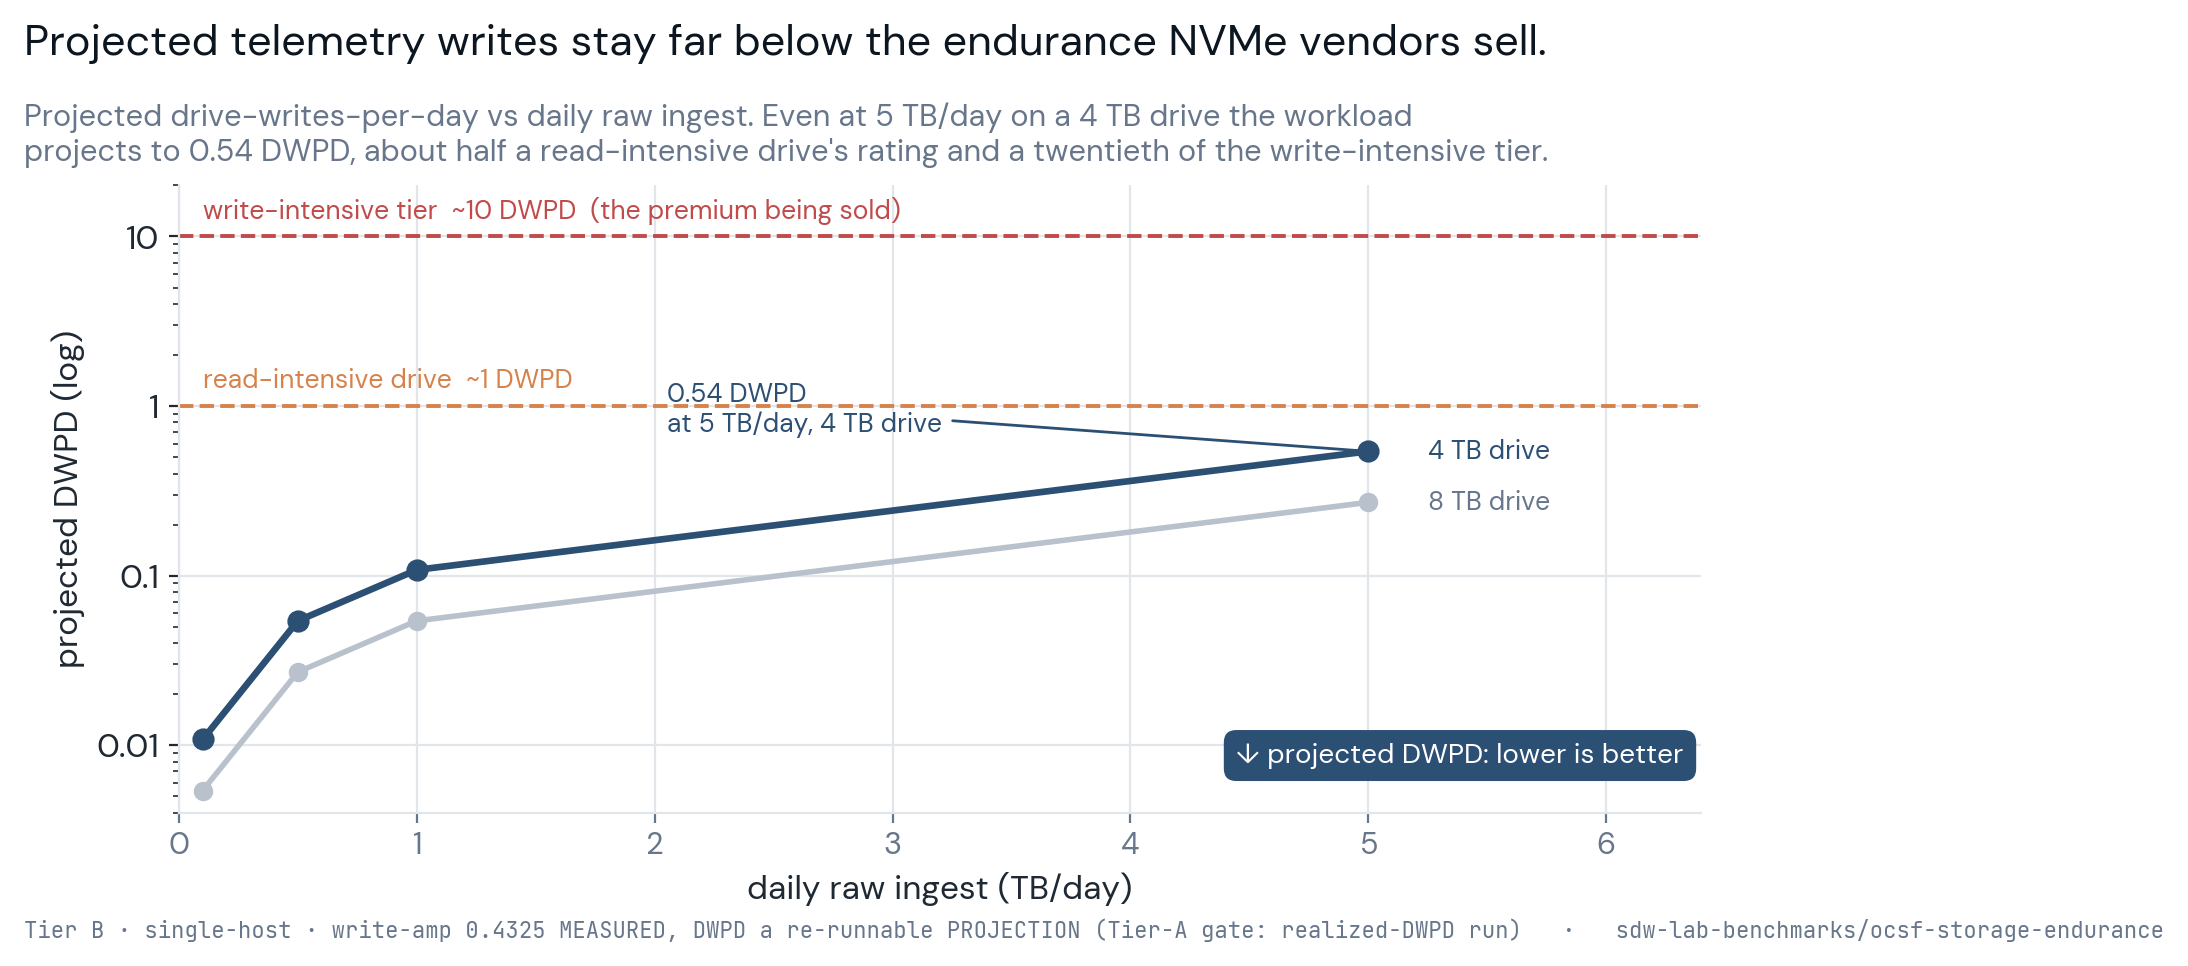 Projected telemetry writes stay far below the endurance NVMe vendors sell.
Projected drive-writes-per-day vs daily raw ingest. Even at 5 TB/day on a 4 TB drive the workload
projects to 0.54 DWPD, about half a read-intensive drive's rating and a twentieth of the write-intensive tier.
write-intensive tier ~10 DWPD (the premium being sold)
10
read-intensive drive ~1 DWPD
0.54 DWPD
1
at 5 TB/day, 4 TB drive
4 TB drive
8 TB drive
projected DWPD (log)
0.1
0.01
↓ projected DWPD: lower is better
0 1 2 3 4 5 6
daily raw ingest (TB/day)
Tier B · single-host · write-amp 0.4325 MEASURED, DWPD a re-runnable PROJECTION (Tier-A gate: realized-DWPD run) · sdw-lab-benchmarks/ocsf-storage-endurance